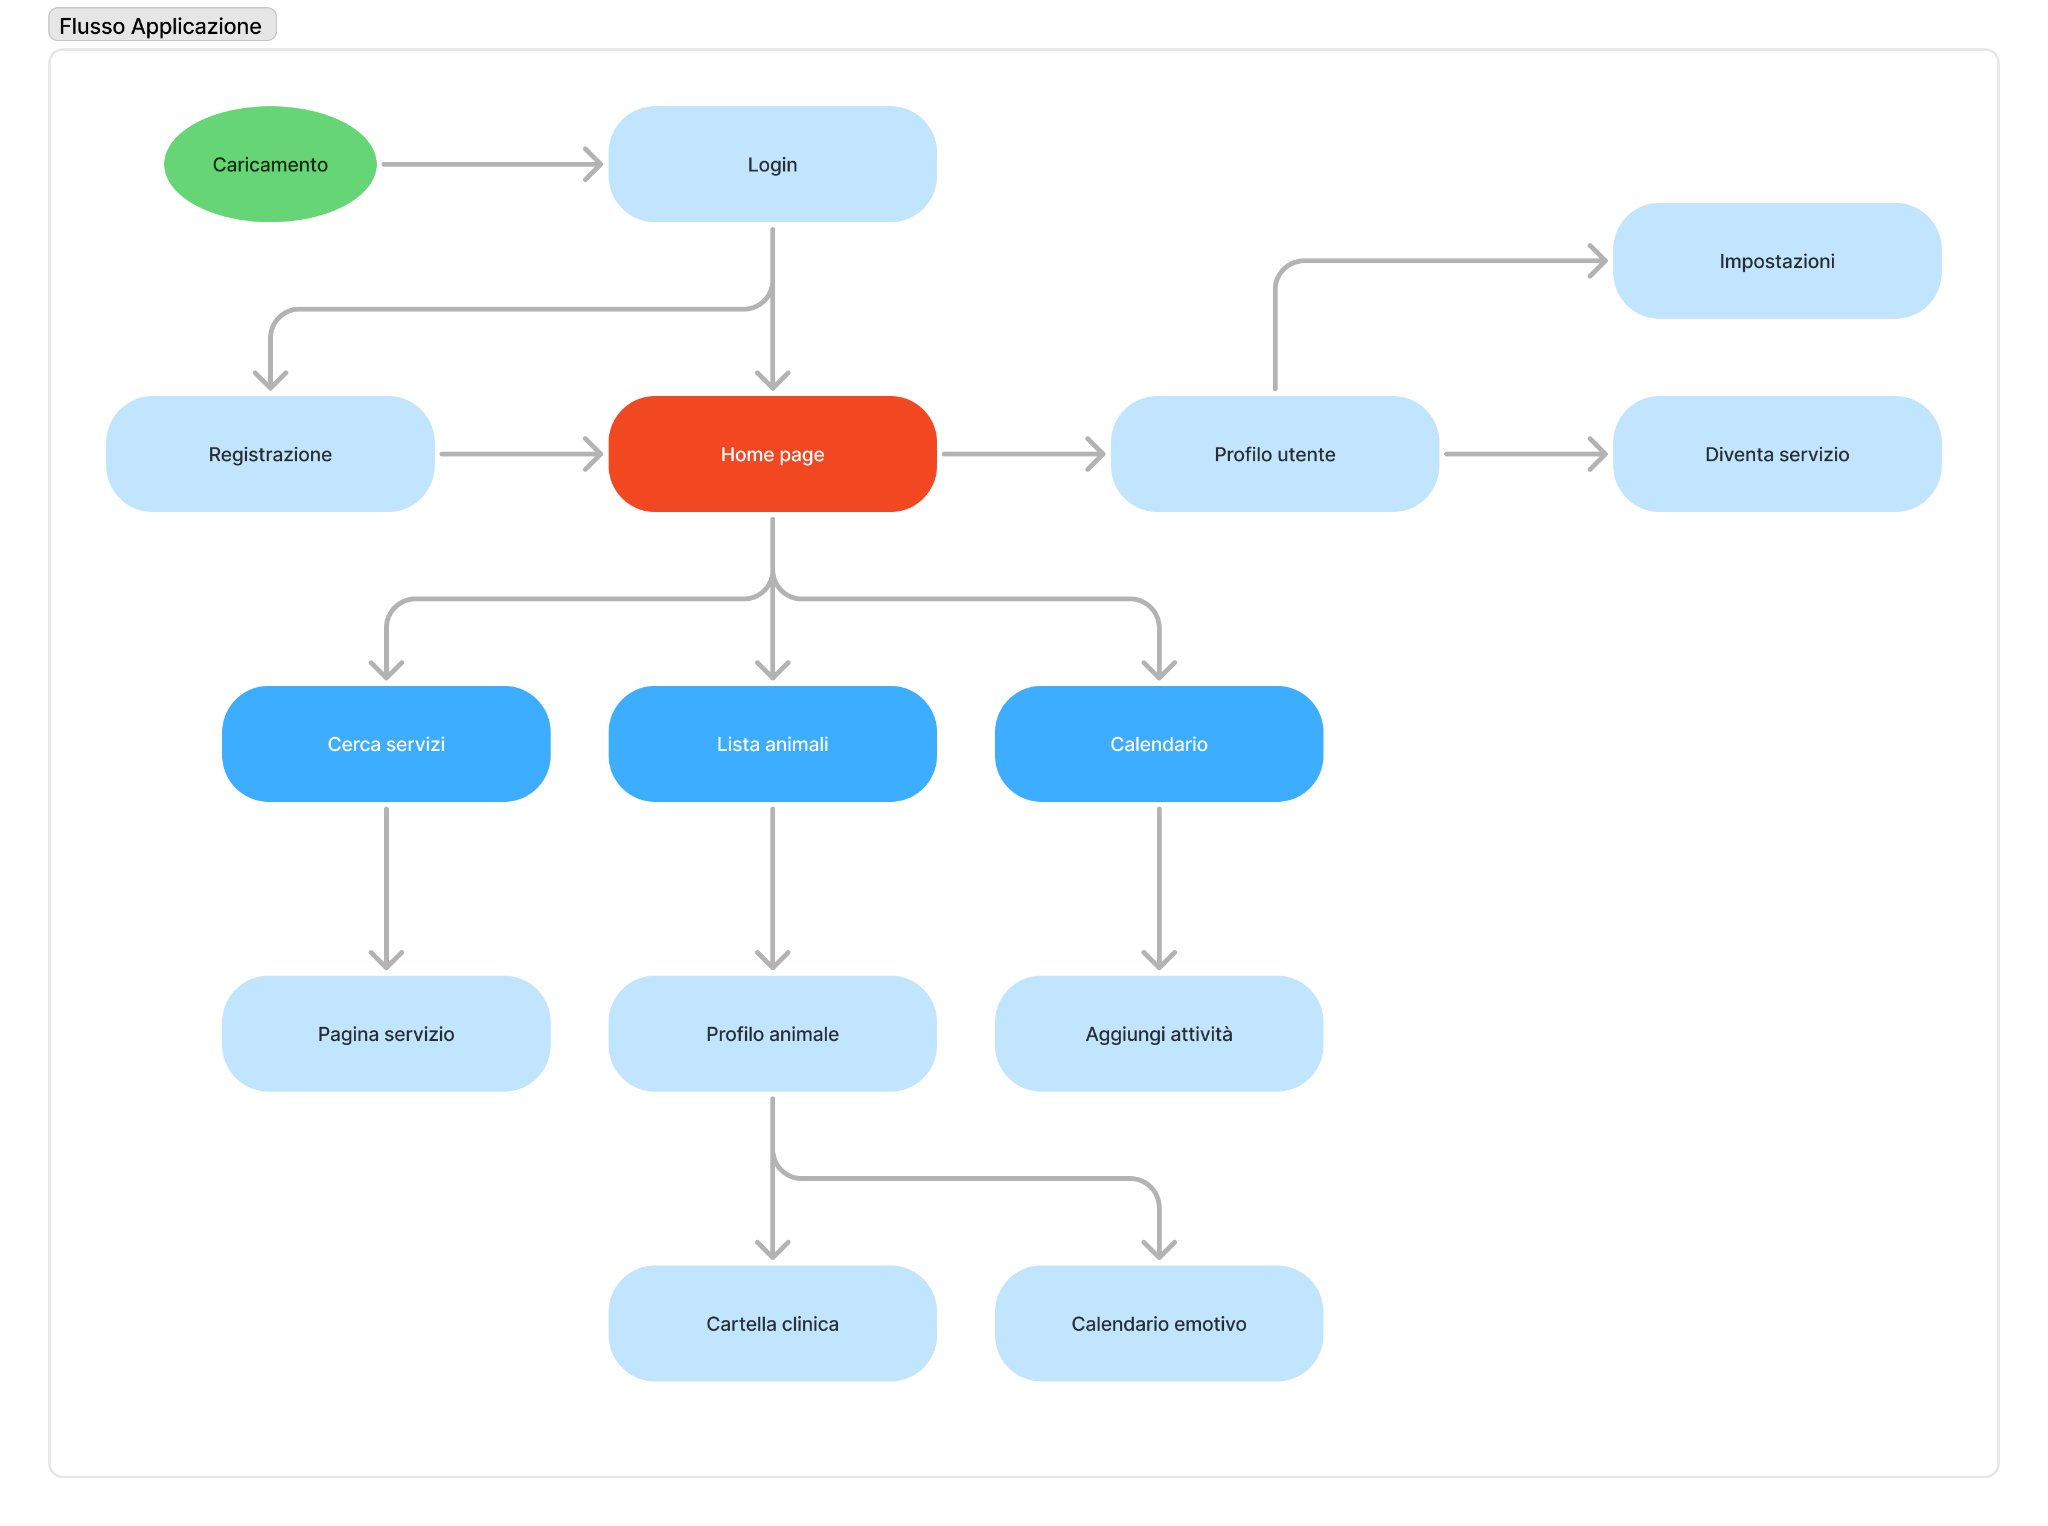 Flusso Applicazione
Caricamento
Login
Impostazioni
Registrazione
Home page
Profilo utente
Diventa servizio
Cerca servizi
Lista animali
Calendario
Pagina servizio
Profilo animale
Aggiungi attività
Cartella clinica
Calendario emotivo